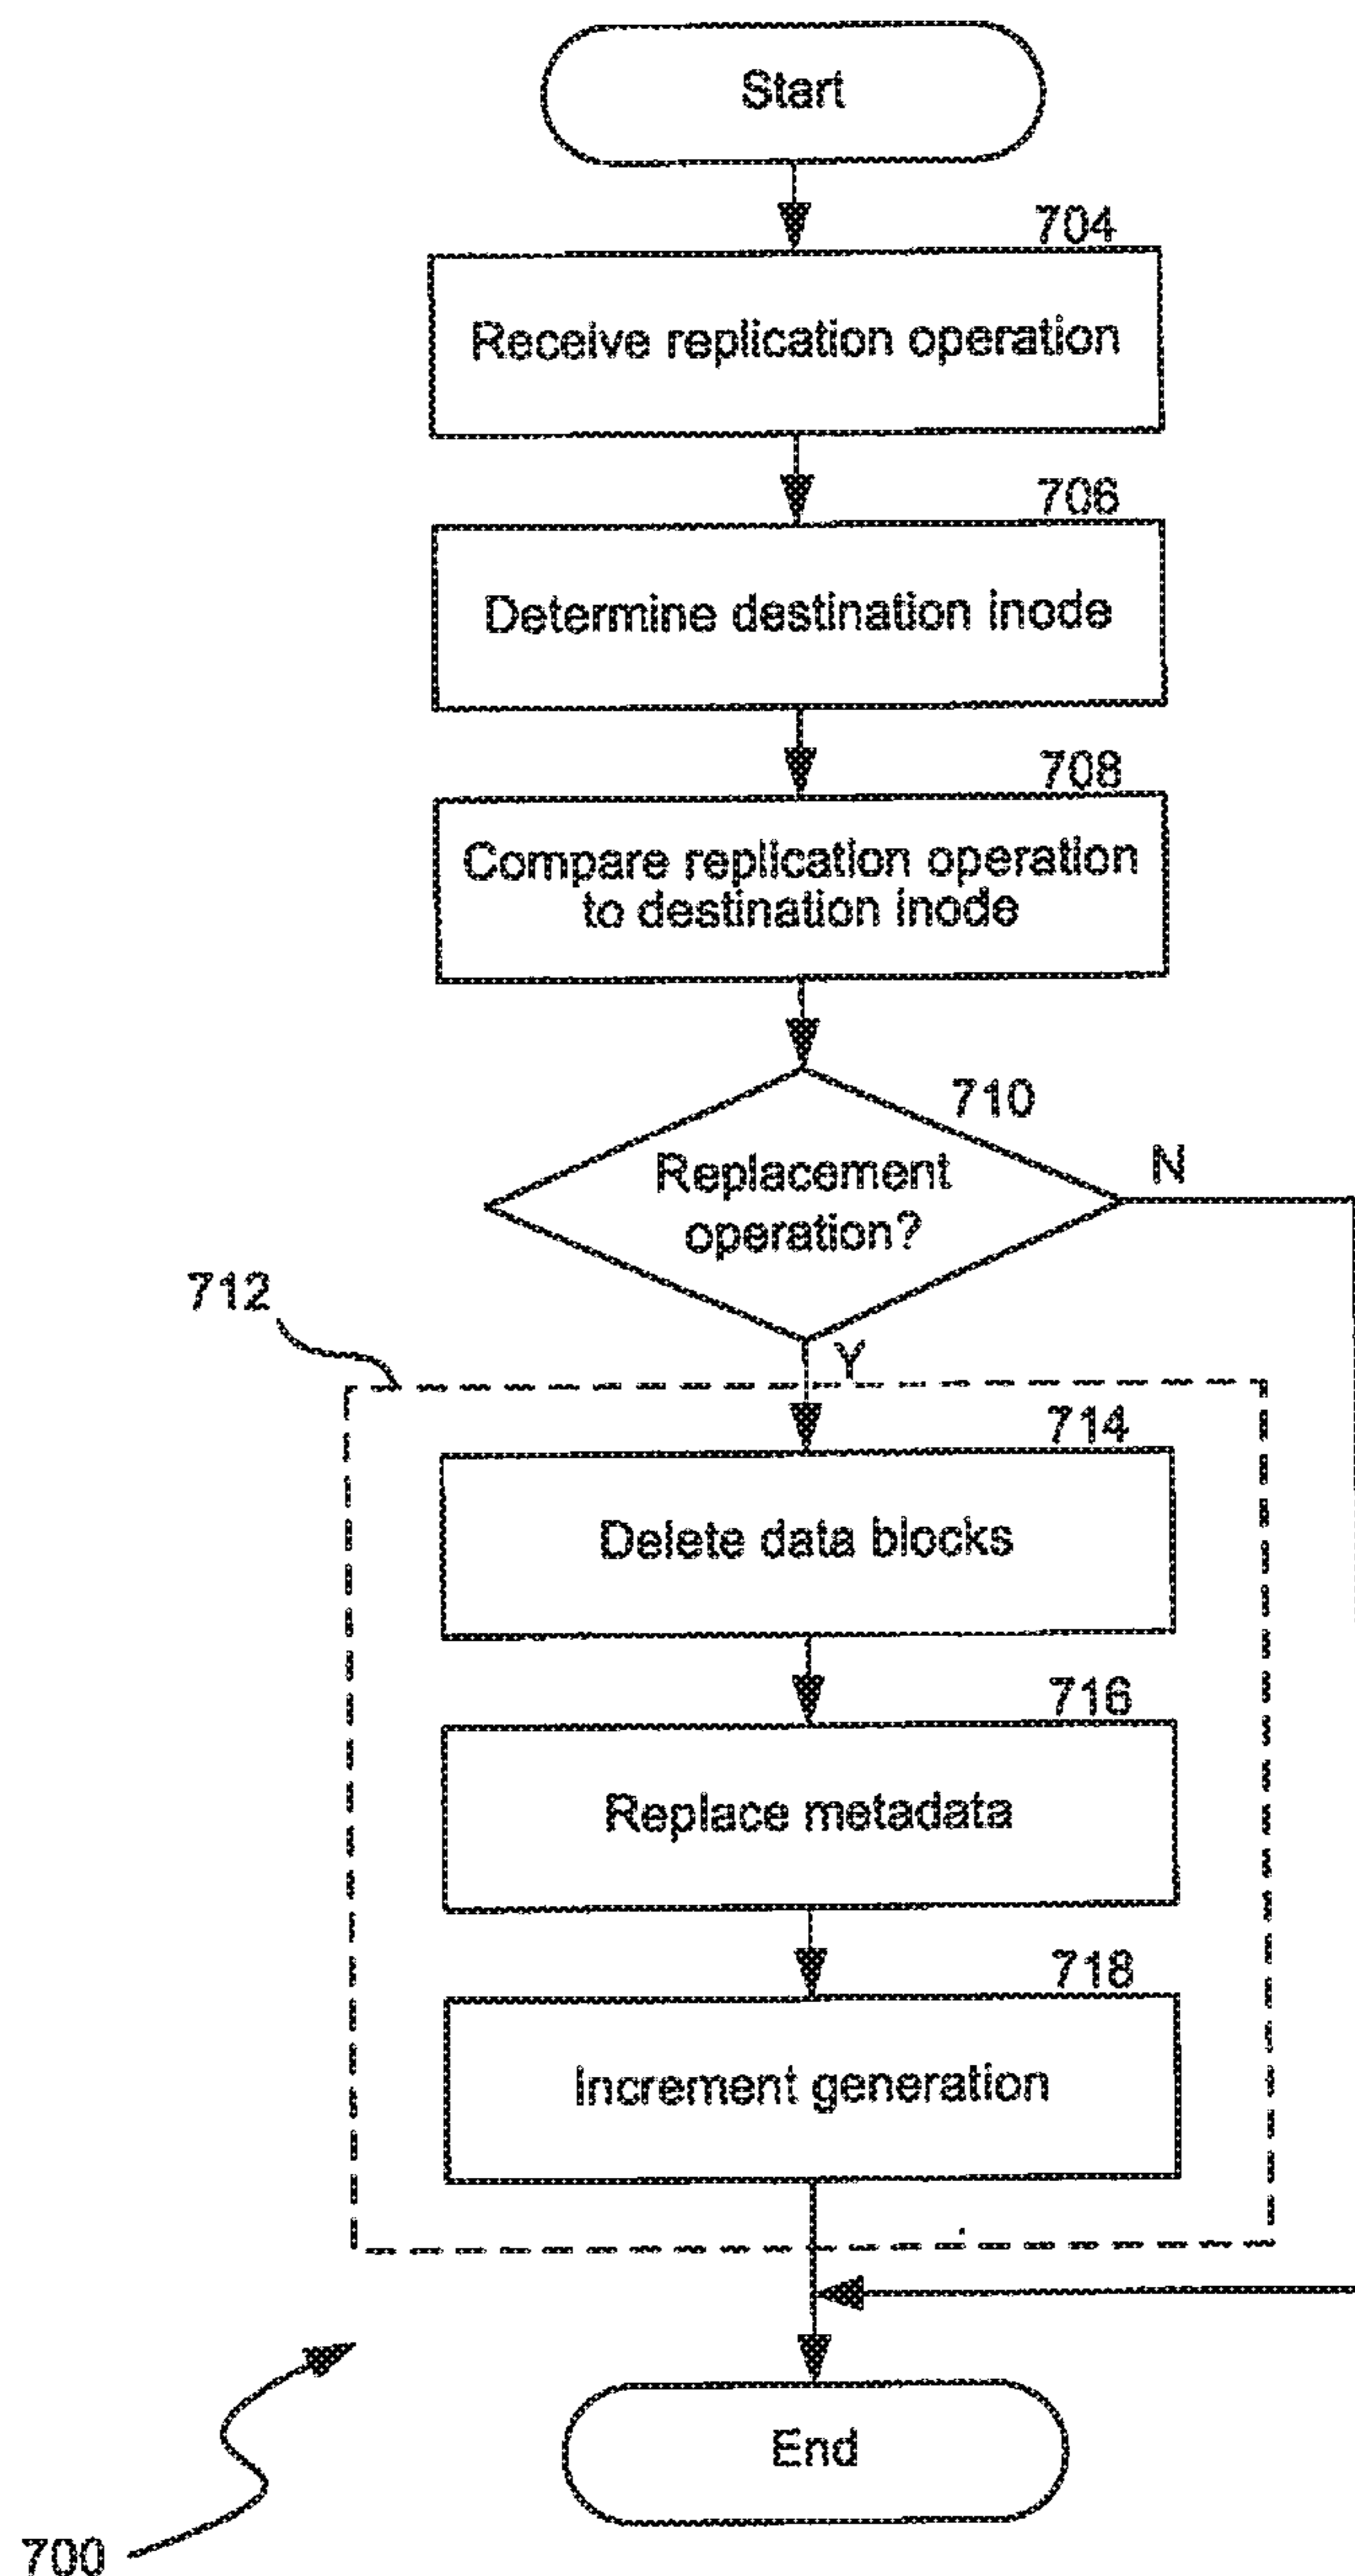 Start
704
Receive replication operation
706
Determine destination inode
708
Compare replication operation
to destination inode
710
Replacement
operation?
N
Y
712
714
Delete data blocks
716
Replace metadata
718
Increment generation
End
700